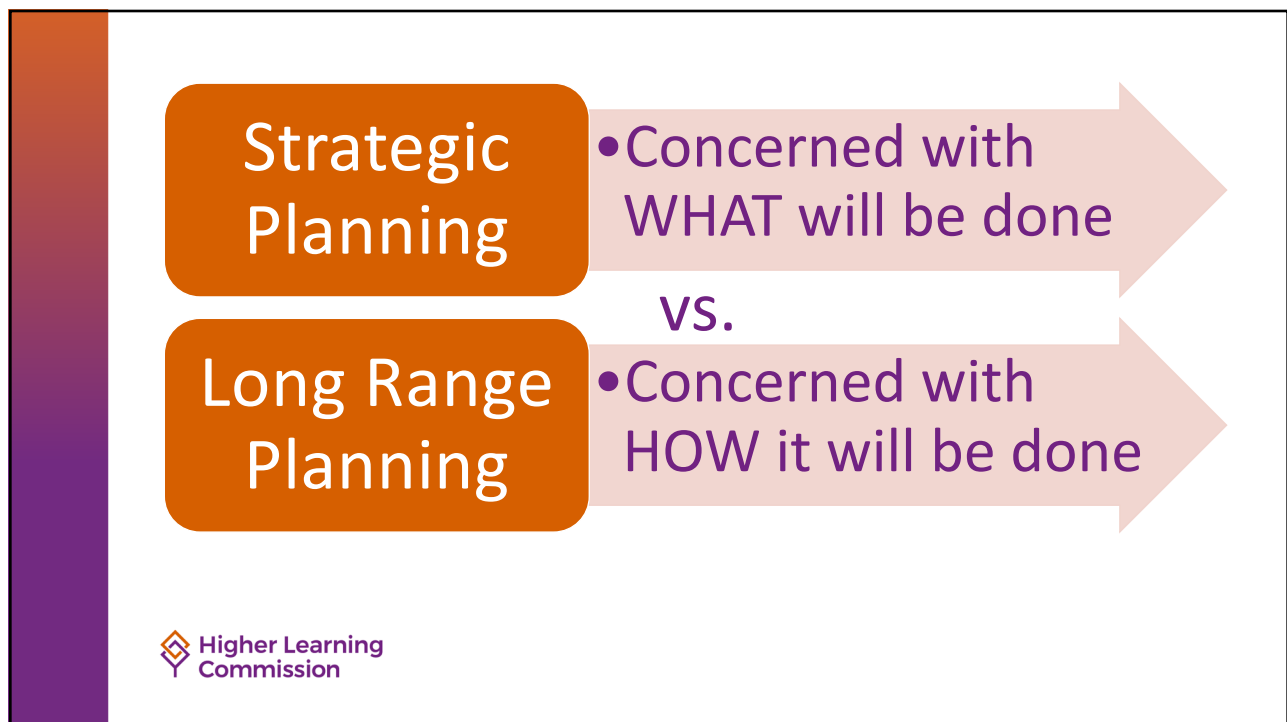 Strategic
Planning
•Concerned with
WHAT will be done
vs.
Long Range
Planning
•Concerned with
HOW it will be done
Higher Learning
Commission